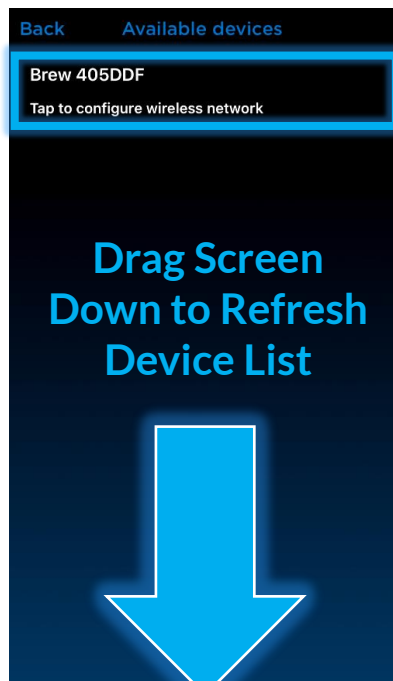 Back Available devices
Brew 405DDF
Tap to configure wireless network
Drag Screen
Down to Refresh
Device List